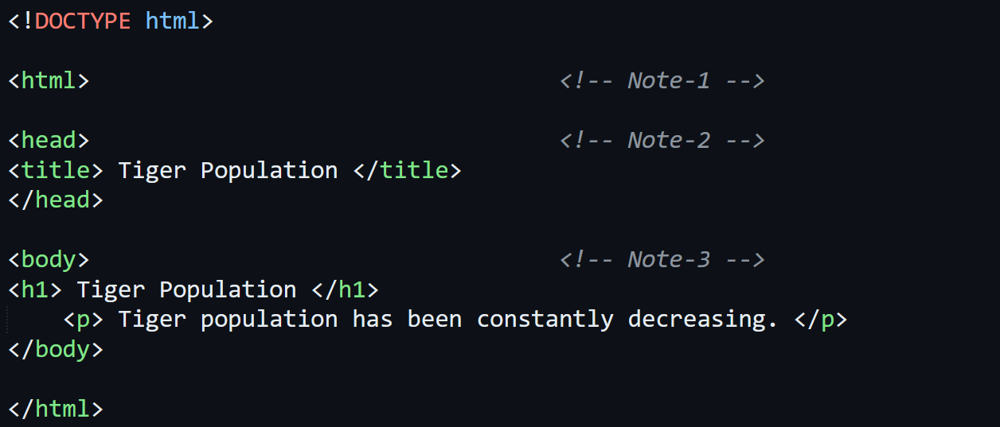 <!DOCTYPE html>
<html> <!-- Note-1 -->
<head> <!-- Note-2 -->
<title> Tiger Population </title>
</head>
<body> <!-- Note-3 -->
<h1> Tiger Population </h1>
<p> Tiger population has been constantly decreasing. </p>
</body>
</html>